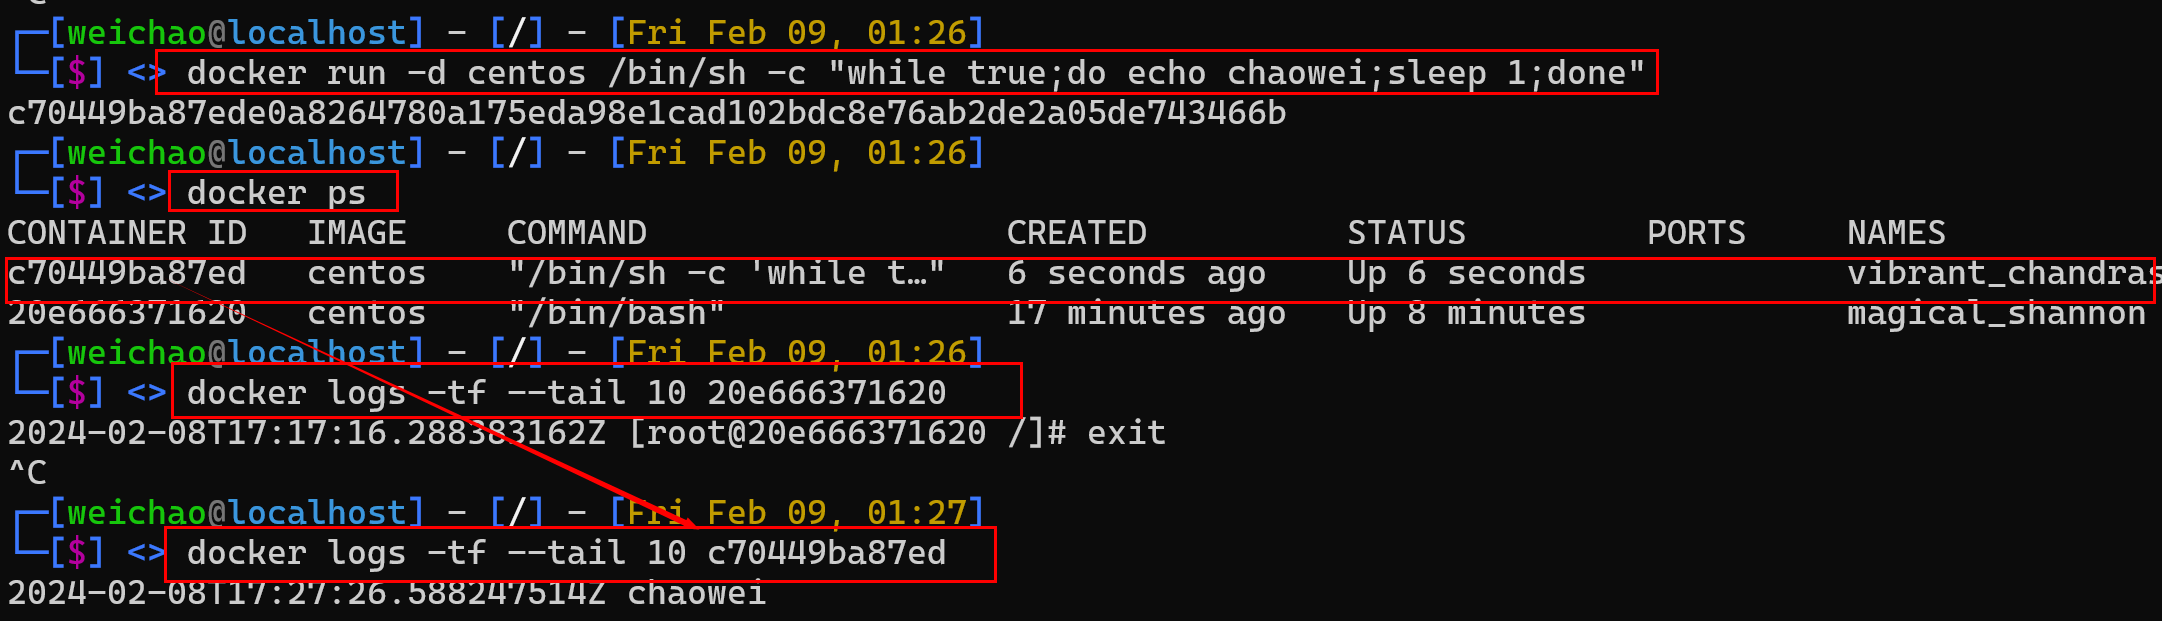 [weichao@localhost] - [/] - [Fri Feb 09, 01:26]
[$] <> docker run -d centos /bin/sh -c "while true;do echo chaowei;sleep 1;done"
c70449ba87ede0a8264780a175eda98e1cad102bdc8e76ab2de2a05de743466b
[weichao@localhost] - [/] - [Fri Feb 09, 01:26]
[$] <> docker ps
CONTAINER ID   IMAGE     COMMAND                  CREATED          STATUS         PORTS     NAMES
c70449ba87ed   centos    "/bin/sh -c 'while t…"   6 seconds ago    Up 6 seconds             vibrant_chandras
20e666371620   centos    "/bin/bash"              17 minutes ago   Up 8 minutes             magical_shannon
[weichao@localhost] - [/] - [Fri Feb 09, 01:26]
[$] <> docker logs -tf --tail 10 20e666371620
2024-02-08T17:17:16.288383162Z [root@20e666371620 /]# exit
^C
[weichao@localhost] - [/] - [Fri Feb 09, 01:27]
[$] <> docker logs -tf --tail 10 c70449ba87ed
2024-02-08T17:27:26.588247514Z chaowei